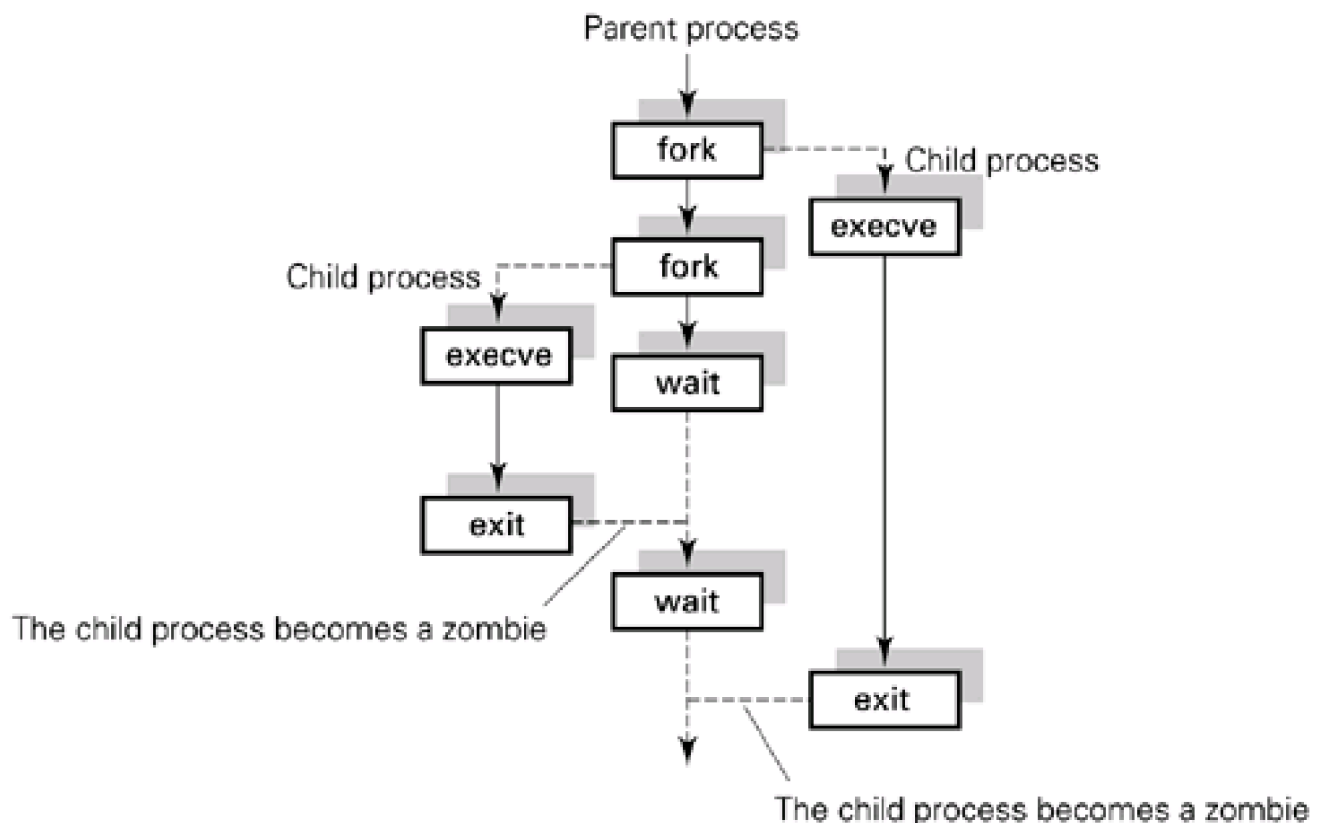 Parent process
fork
Child process
execve
fork
Child process
execve
wait
exit
wait
The child process becomes a zombie
exit
The child process becomes a zombie